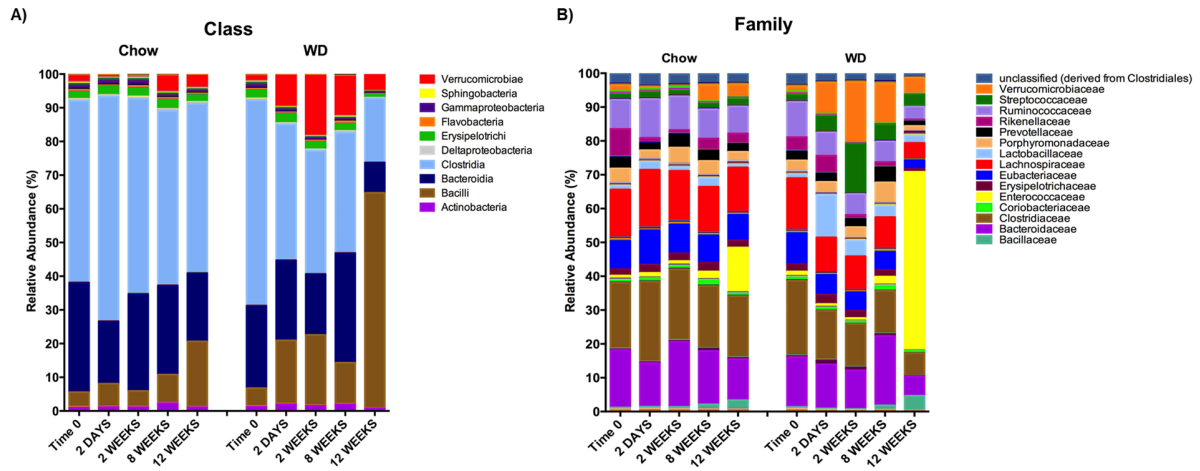 A)
Class
Chow WD
Relative Abundance (%)
100
90
80
70
60
50
40
30
20
10
0
Time 0
2 DAYS
2 WEEKS
8 WEEKS
12 WEEKS
Time 0
2 DAYS
2 WEEKS
8 WEEKS
12 WEEKS
Verrucomicrobiae
Sphingobacteria
Gammaproteobacteria
Flavobacteria
Erysipelotrichi
Deltaproteobacteria
Clostridia
Bacteroidia
Bacilli
Actinobacteria
B)
Family
Chow WD
Relative Abundance (%)
100
90
80
70
60
50
40
30
20
10
0
Time 0
2 DAYS
2 WEEKS
8 WEEKS
12 WEEKS
Time 0
2 DAYS
2 WEEKS
8 WEEKS
12 WEEKS
unclassified (derived from Clostridiales)
Verrucomicrobiaceae
Streptococcaceae
Ruminococcaceae
Rikenellaceae
Prevotellaceae
Porphyromonadaceae
Lactobacillaceae
Lachnospiraceae
Eubacteriaceae
Erysipelotrichaceae
Enterococcaceae
Coriobacteriaceae
Clostridiaceae
Bacteroidaceae
Bacillaceae